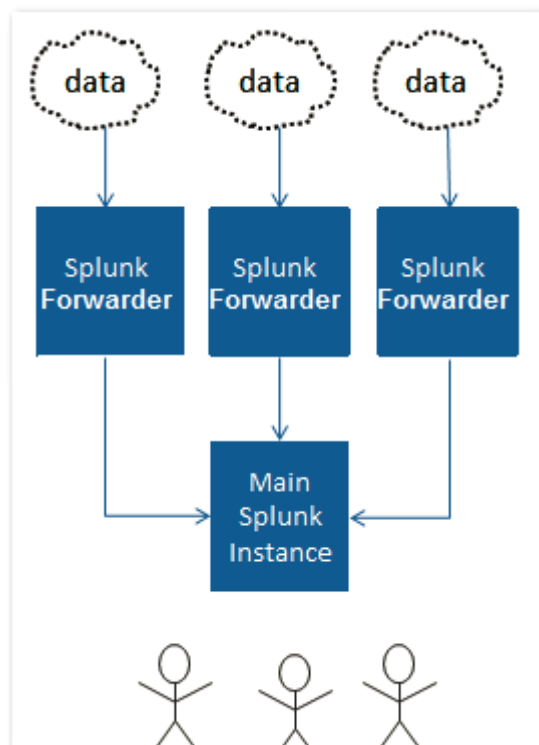 data
data
data
Splunk
Forwarder
Splunk
Forwarder
Splunk
Forwarder
Main
Splunk
Instance